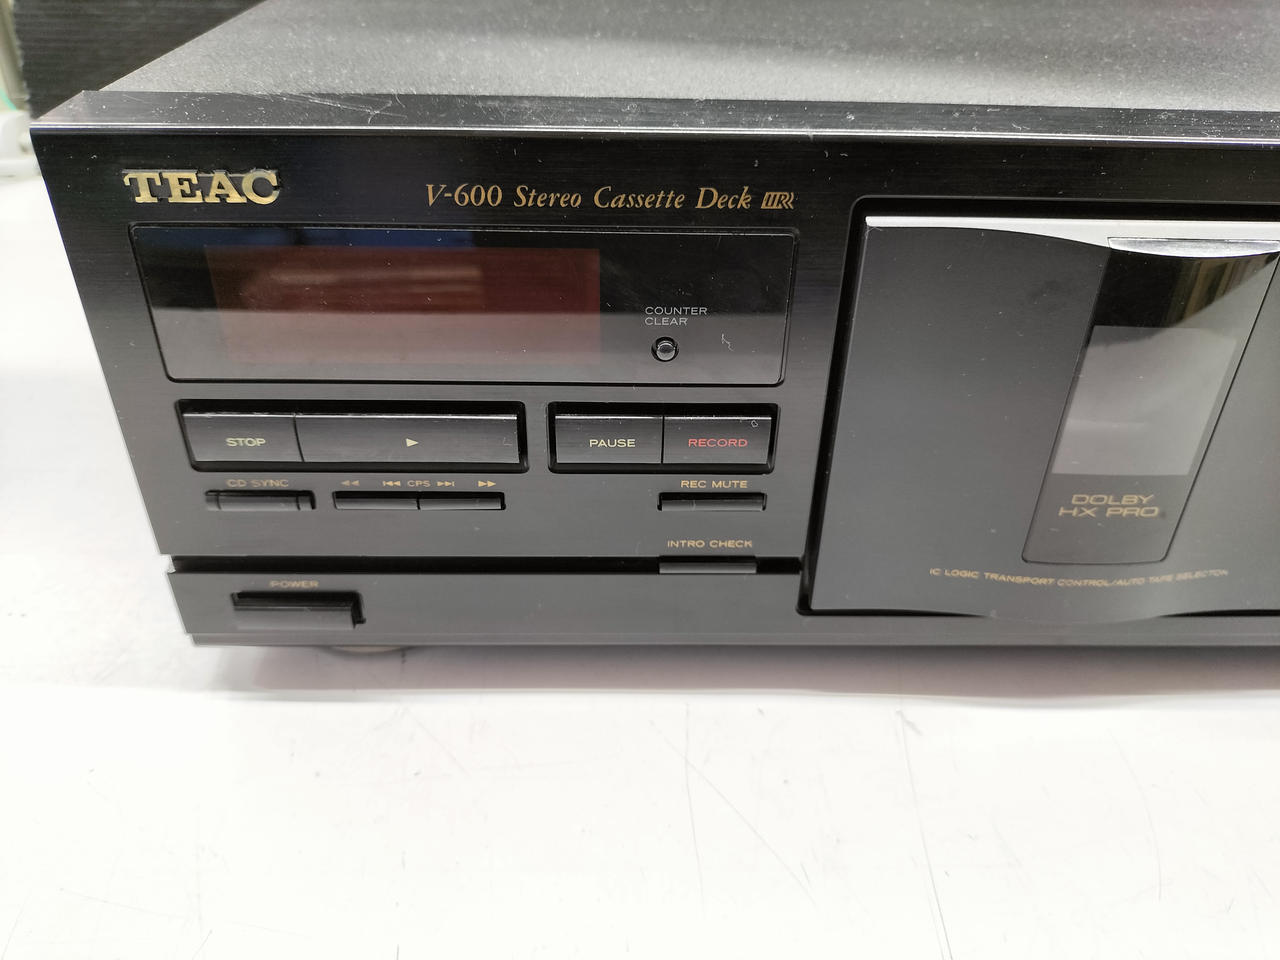 TEAC
V-600 Stereo Cassette Deck
COUNTER
CLEAR
STOP
PAUSE
RECORD
CD SYNC
CPS
REC MUTE
INTRO CHECK
POWER
DOLBY
HX PRO
IC LOGIC TRANSPORT CONTROL/AUTO TAPE SELECTION